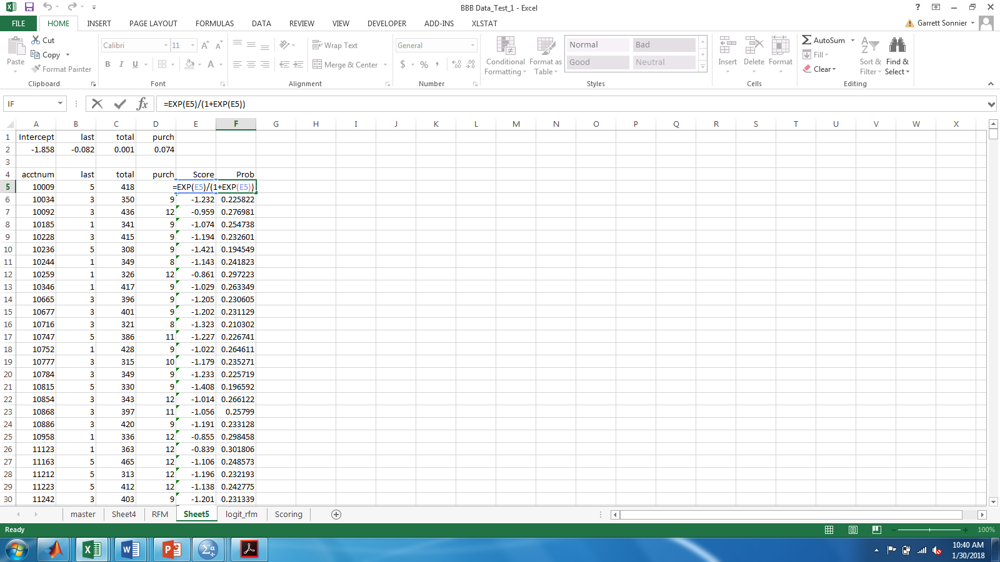 BBB Data_Test_1 - Excel
FILE HOME INSERT PAGE LAYOUT FORMULAS DATA REVIEW VIEW DEVELOPER ADD-INS XLSTAT Garrett Sonnier
Paste Cut Copy Format Painter Clipboard
Calibri 11 B I U A Font
Wrap Text Merge & Center Alignment
General $ % , Number
Conditional Formatting Format as Table Normal Bad Good Neutral Styles
Insert Delete Format Cells
AutoSum Fill Clear Sort & Filter Find & Select Editing
IF fx =EXP(E5)/(1+EXP(E5))
A B C D E F G H I J K L M N O P Q R S T U V W X
1 Intercept last total purch
2 -1.858 -0.082 0.001 0.074
3
4 acctnum last total purch Score Prob
5 10009 5 418 =EXP(E5)/(1+EXP(E5))
6 10034 3 350 9 -1.232 0.225822
7 10092 3 436 12 -0.959 0.276981
8 10185 1 341 9 -1.074 0.254738
9 10228 3 415 9 -1.194 0.232601
10 10236 5 308 9 -1.421 0.194549
11 10244 1 349 8 -1.143 0.241823
12 10259 1 326 12 -0.861 0.297223
13 10346 1 417 9 -1.029 0.263349
14 10665 3 396 9 -1.205 0.230605
15 10677 3 401 9 -1.202 0.231129
16 10716 3 321 8 -1.323 0.210302
17 10747 5 386 11 -1.227 0.226741
18 10752 1 428 9 -1.022 0.264611
19 10777 3 315 10 -1.179 0.235271
20 10784 3 349 9 -1.233 0.225719
21 10815 5 330 9 -1.408 0.196592
22 10854 3 343 12 -1.014 0.266122
23 10868 3 397 11 -1.056 0.25799
24 10886 3 420 9 -1.191 0.233128
25 10958 1 336 12 -0.855 0.298458
26 11123 1 363 12 -0.839 0.301806
27 11163 5 465 12 -1.106 0.248573
28 11212 5 313 12 -1.196 0.232193
29 11223 5 412 12 -1.138 0.242775
30 11242 3 403 9 -1.201 0.231339
master Sheet4 RFM Sheet5 logit_rfm Scoring
Ready 100%
10:40 AM
1/30/2018